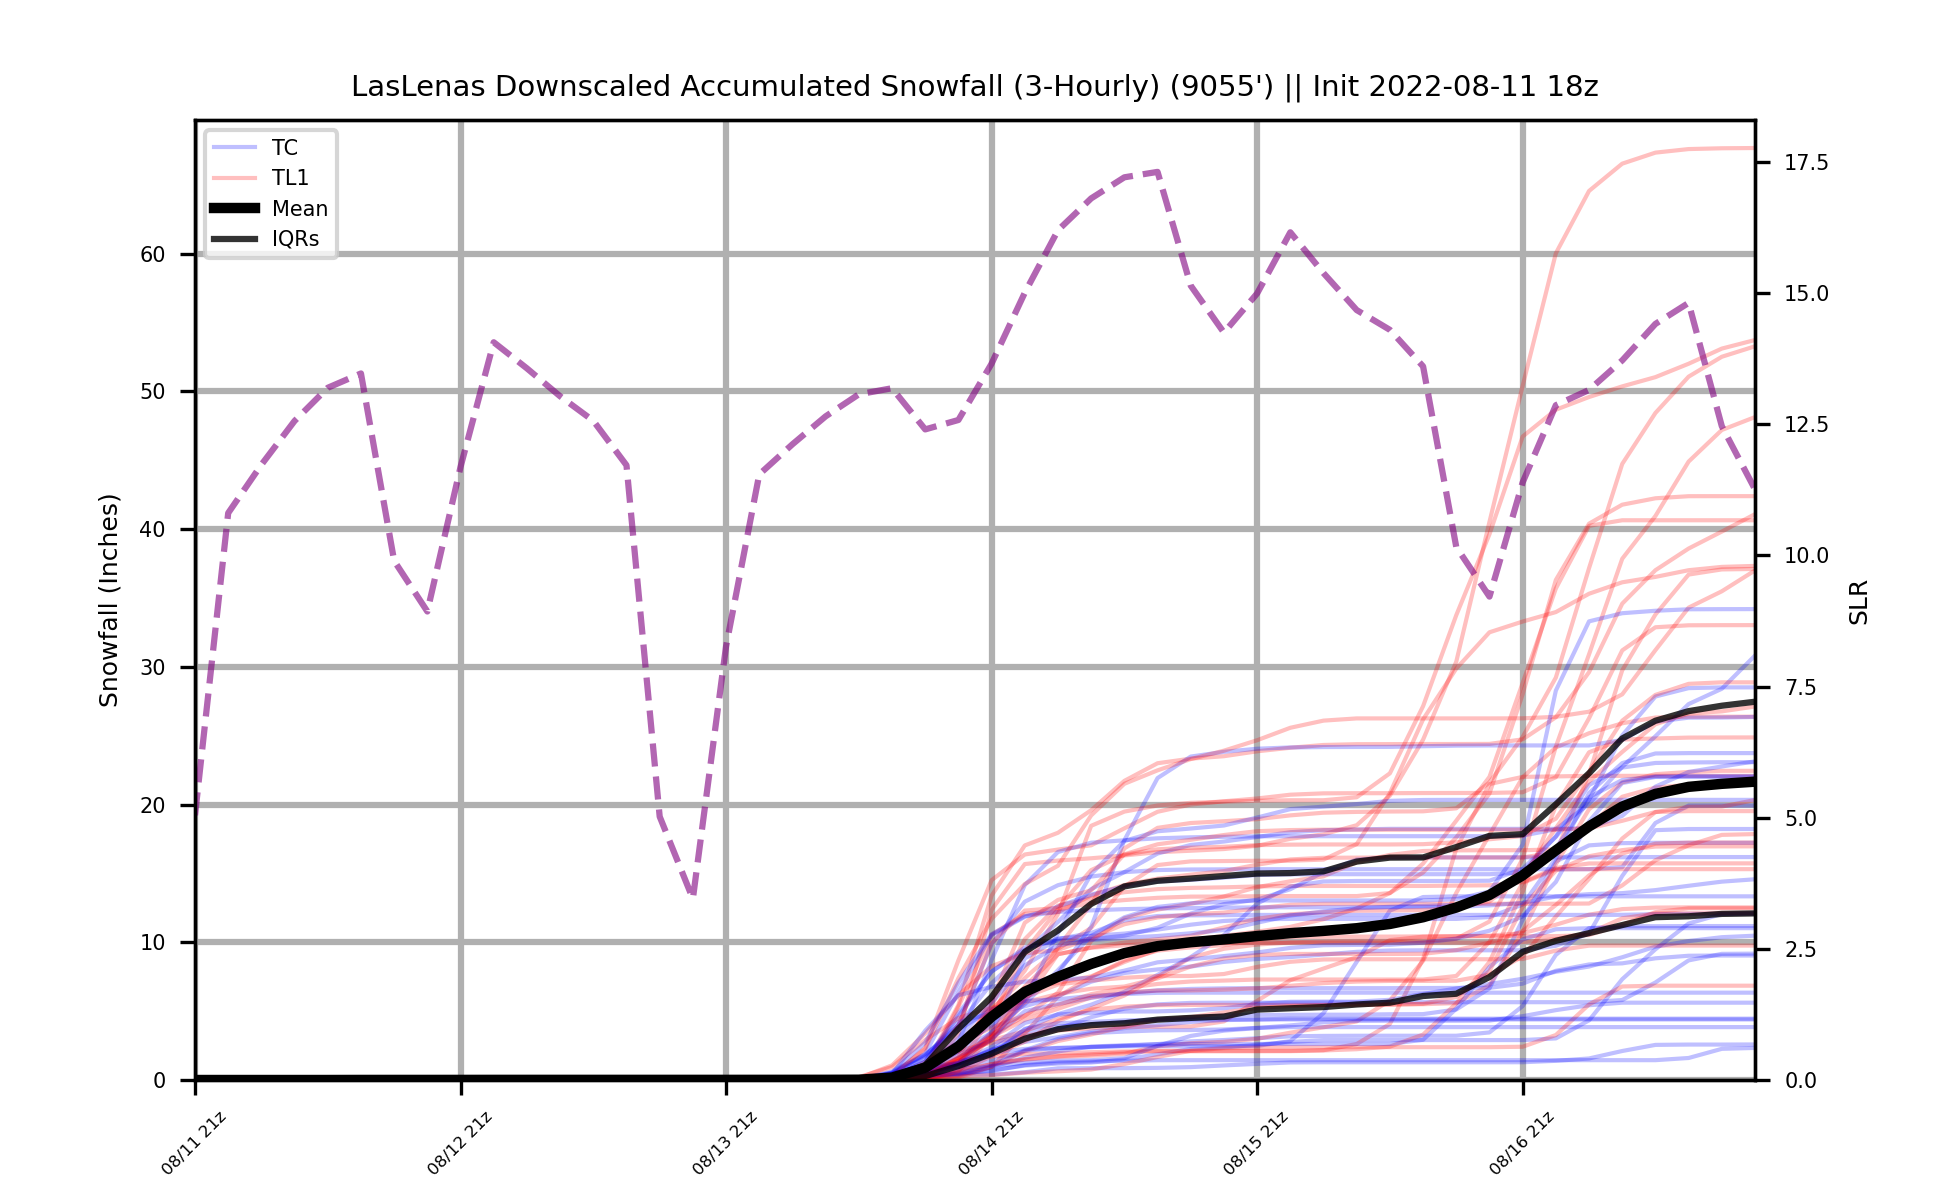 LasLenas Downscaled Accumulated Snowfall (3-Hourly) (9055') || Init 2022-08-11 18z
TC
TL1
Mean
IQRs
Snowfall (Inches)
60
50
40
30
20
10
0
17.5
15.0
12.5
10.0
7.5
5.0
2.5
0.0
SLR
08/11 21z
08/12 21z
08/13 21z
08/14 21z
08/15 21z
08/16 21z